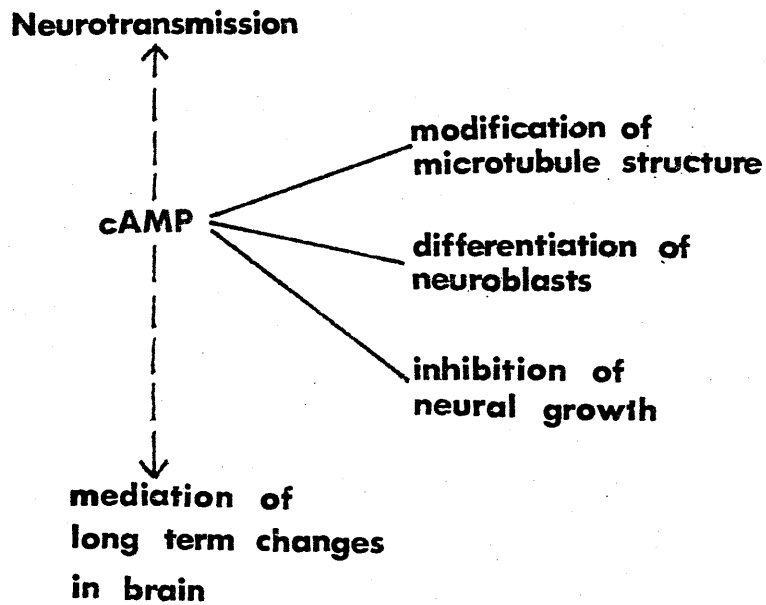 Neurotransmission
modification of
microtubule structure
cAMP
differentiation of
neuroblasts
inhibition of
neural growth
mediation of
long term changes
in brain